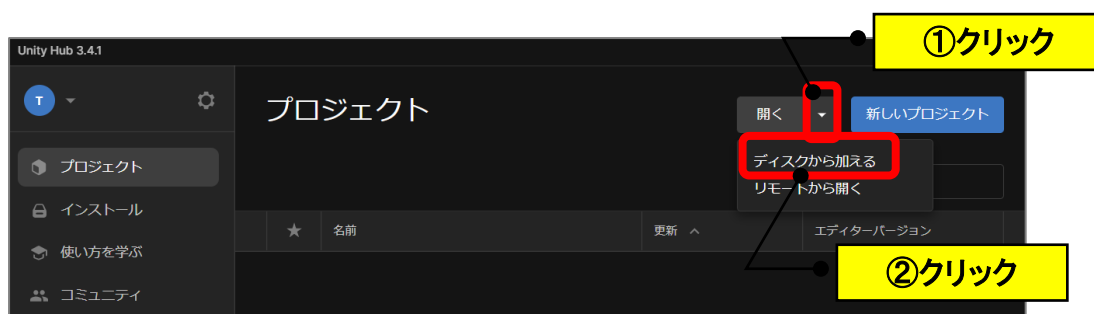 ①クリック
Unity Hub 3.4.1
T
プロジェクト
開く
新しいプロジェクト
プロジェクト
ディスクから加える
リモートから開く
インストール
名前
更新
エディターバージョン
使い方を学ぶ
②クリック
コミュニティ